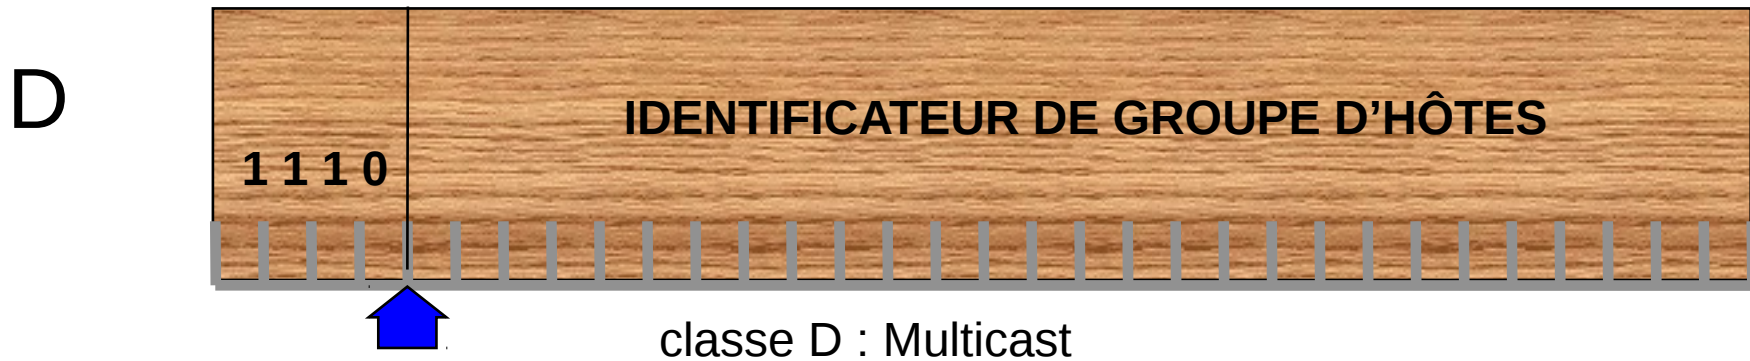 D
IDENTIFICATEUR DE GROUPE D’HÔTES
1 1 1 0
classe D : Multicast